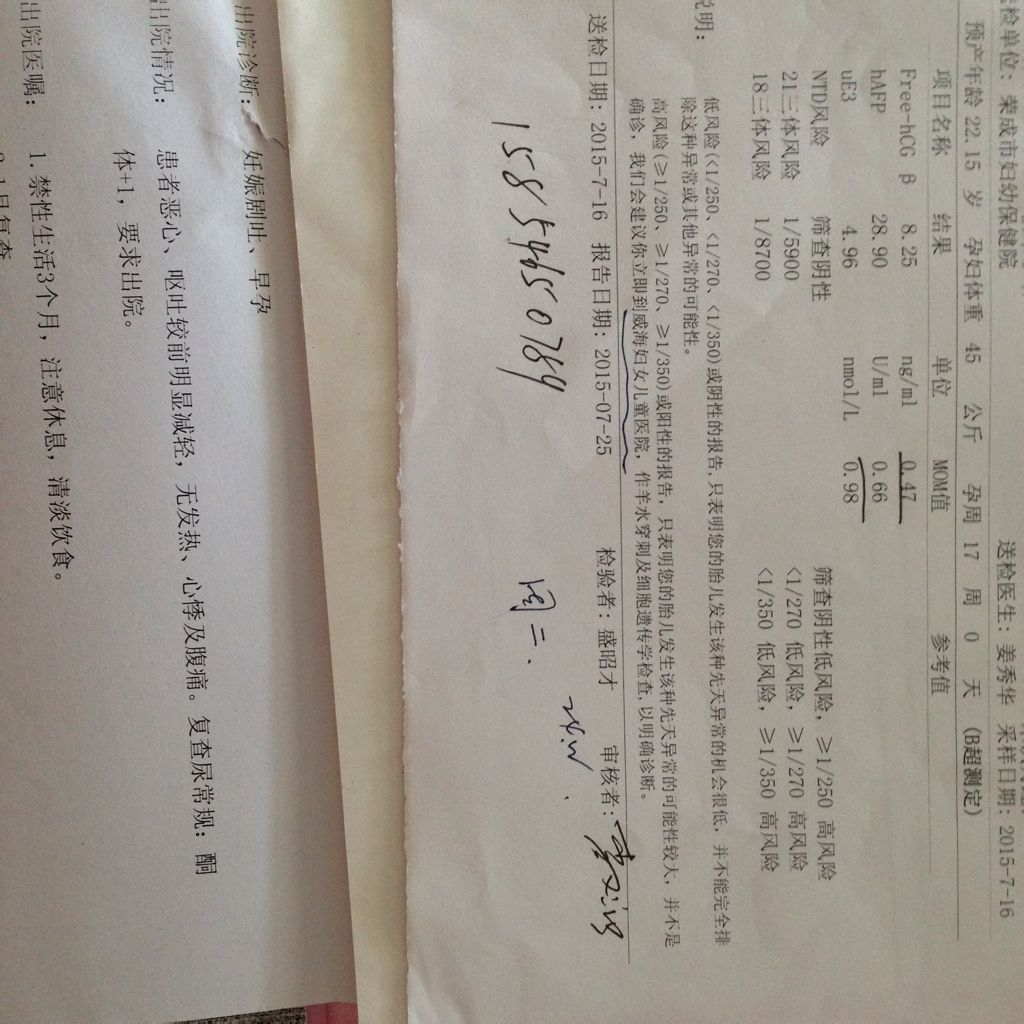 送检单位: 荣成市妇幼保健院 送检医生: 姜秀华 采样日期: 2015-7-16
预产年龄 22.15 岁 孕妇体重 45 公斤 孕周 17 周 0 天 (B超测定)
项目名称 结果 单位 MOM值 参考值
Free-hCG β 8.25 ng/ml 0.47
hAFP 28.90 U/ml 0.66
uE3 4.96 nmol/L 0.98
NTD风险 筛查阴性 筛查阴性低风险, ≥1/250 高风险
21三体风险 1/5900 <1/270 低风险, ≥1/270 高风险
18三体风险 1/8700 <1/350 低风险, ≥1/350 高风险
说明:
低风险(<1/250、<1/270、<1/350)或阴性的报告,只表明您的胎儿发生该种先天异常的机会很低, 并不能完全排
除这种异常或其他异常的可能性。
高风险(≥1/250、≥1/270、≥1/350)或阳性的报告, 只表明您的胎儿发生该种先天异常的可能性较大, 并不是
确诊, 我们会建议你立即到威海妇女儿童医院, 作羊水穿刺及细胞遗传学检查,以明确诊断。
送检日期: 2015-7-16 报告日期: 2015-07-25 检验者: 盛昭才 审核者:
15854650789
周二.
出院诊断: 妊娠剧吐、早孕
出院情况: 患者恶心、呕吐较前明显减轻, 无发热、心悸及腹痛。复查尿常规: 酮
体+1, 要求出院。
出院医嘱: 1. 禁性生活3个月, 注意休息, 清淡饮食。